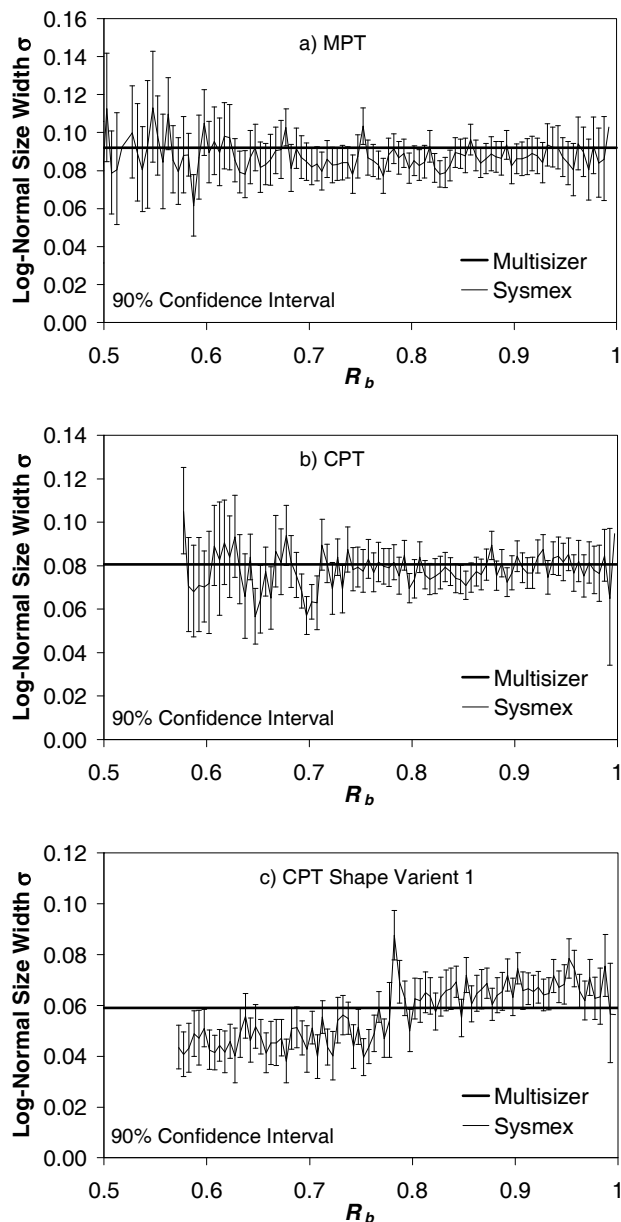 a) MPT
Log-Normal Size Width σ
0.16
0.14
0.12
0.10
0.08
0.06
0.04
0.02
0.00
Multisizer
Sysmex
90% Confidence Interval
0.5 0.6 0.7 0.8 0.9 1
R b
b) CPT
Log-Normal Size Width σ
0.14
0.12
0.10
0.08
0.06
0.04
0.02
0.00
Multisizer
Sysmex
90% Confidence Interval
0.5 0.6 0.7 0.8 0.9 1
R b
c) CPT Shape Varient 1
Log-Normal Size Width σ
0.12
0.10
0.08
0.06
0.04
0.02
0.00
Multisizer
Sysmex
90% Confidence Interval
0.5 0.6 0.7 0.8 0.9 1
R b